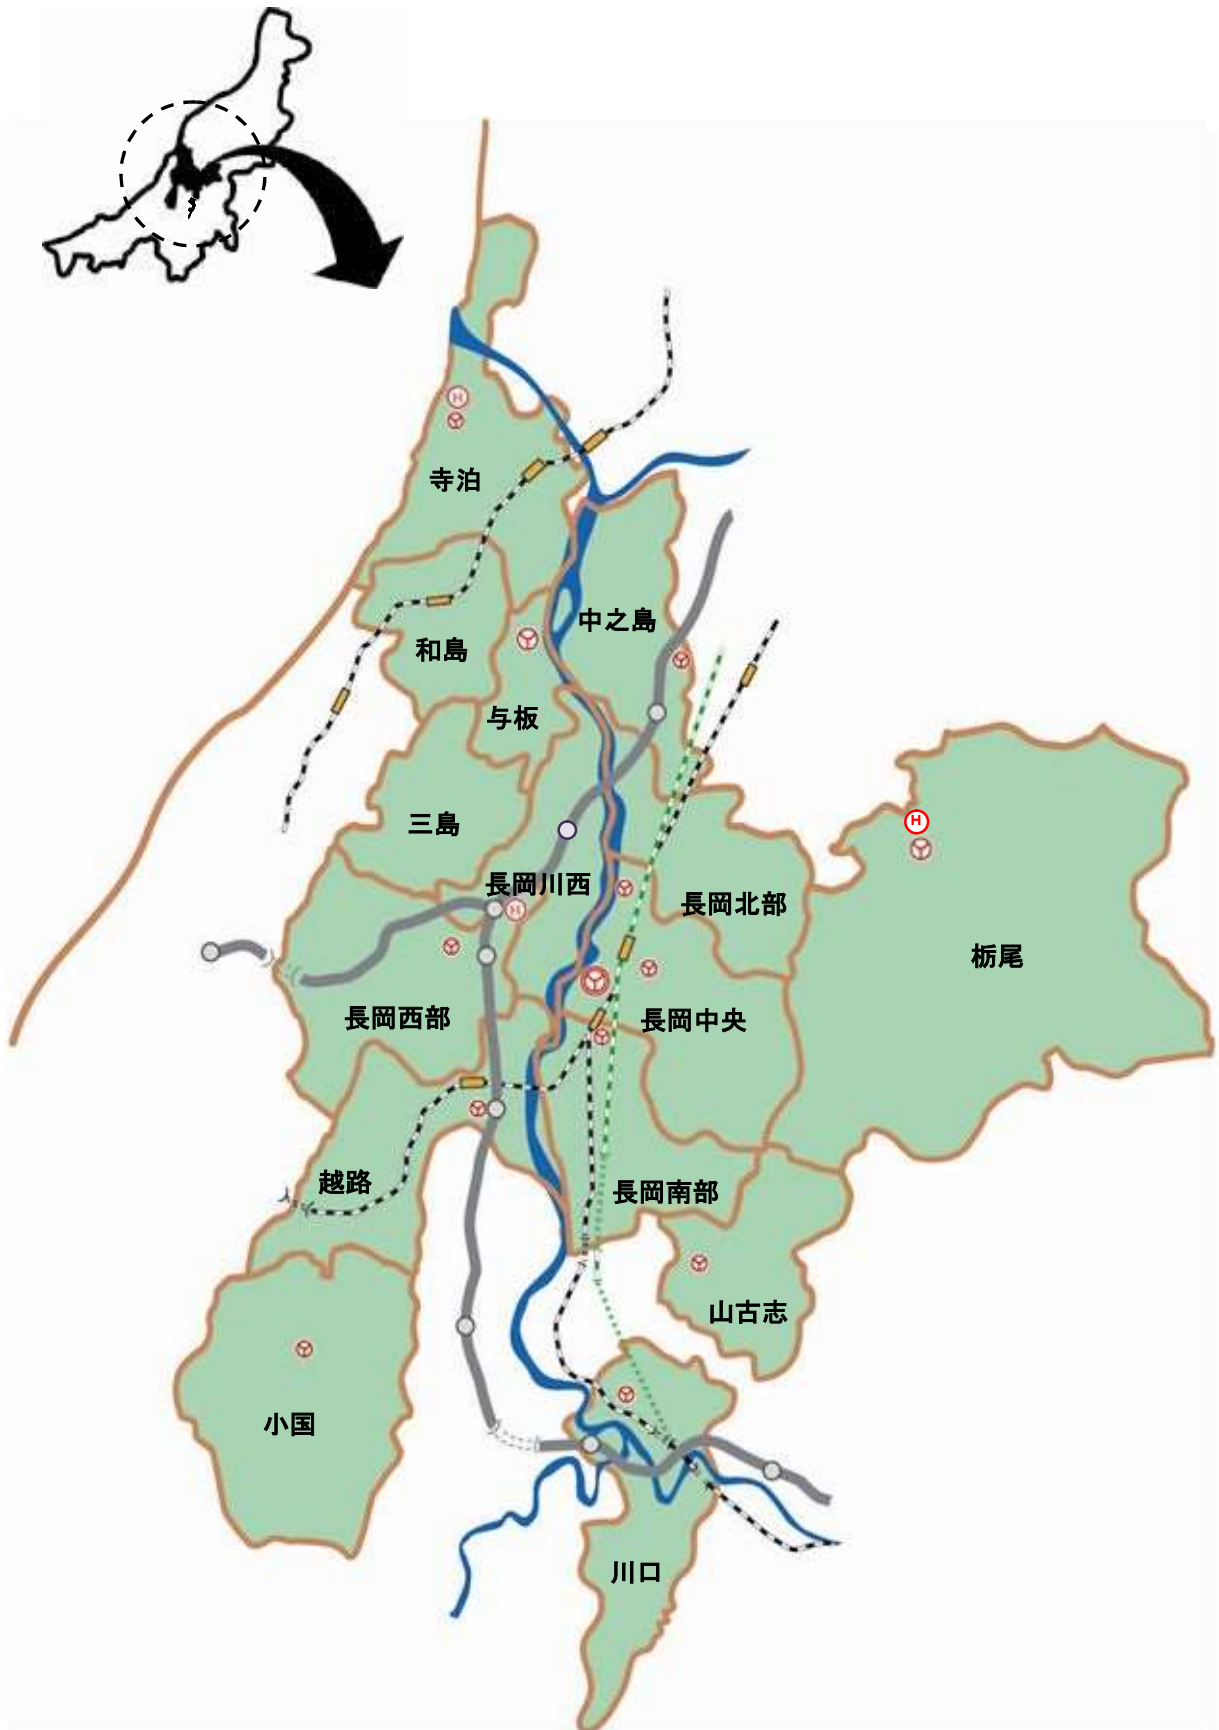 寺泊
中之島
和島
与板
三島
長岡川西
長岡北部
栃尾
長岡西部
長岡中央
越路
長岡南部
山古志
小国
川口
H
H
H